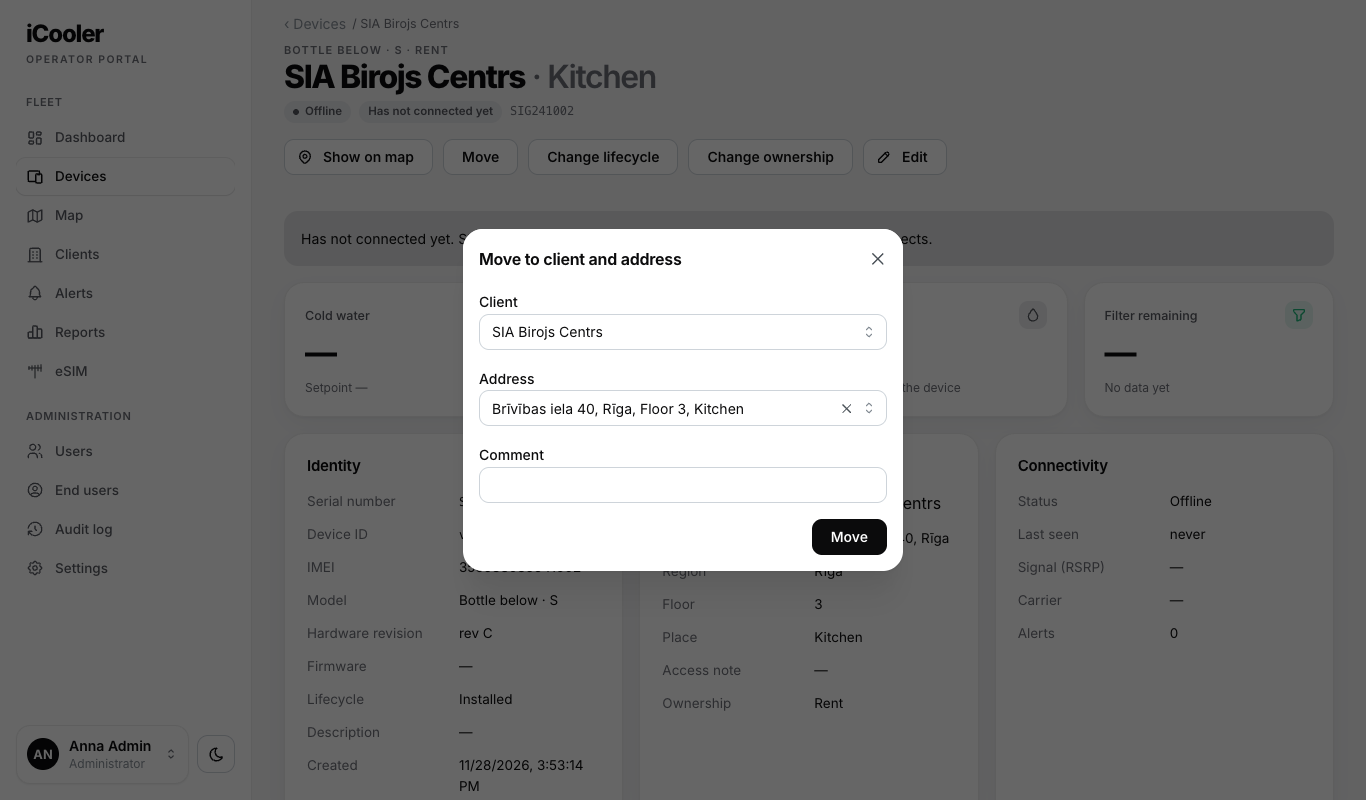 iCooler
OPERATOR PORTAL
FLEET
Dashboard
Devices
Map
Clients
Alerts
Reports
eSIM
ADMINISTRATION
Users
End users
Audit log
Settings
AN
Anna Admin
Administrator
‹ Devices / SIA Birojs Centrs
BOTTLE BELOW · S · RENT
SIA Birojs Centrs · Kitchen
Offline
Has not connected yet
SIG241002
Show on map
Move
Change lifecycle
Change ownership
Edit
Has not connected yet.
Move to client and address
Client
SIA Birojs Centrs
Address
Brīvības iela 40, Rīga, Floor 3, Kitchen
Comment
Move
Cold water
—
Setpoint —
the device
Filter remaining
—
No data yet
Identity
Serial number
Device ID
IMEI
Model
Bottle below · S
Hardware revision
rev C
Firmware
—
Lifecycle
Installed
Description
—
Created
11/28/2026, 3:53:14
PM
entrs
0, Rīga
Region
Rīga
Floor
3
Place
Kitchen
Access note
—
Ownership
Rent
Connectivity
Status
Offline
Last seen
never
Signal (RSRP)
—
Carrier
—
Alerts
0